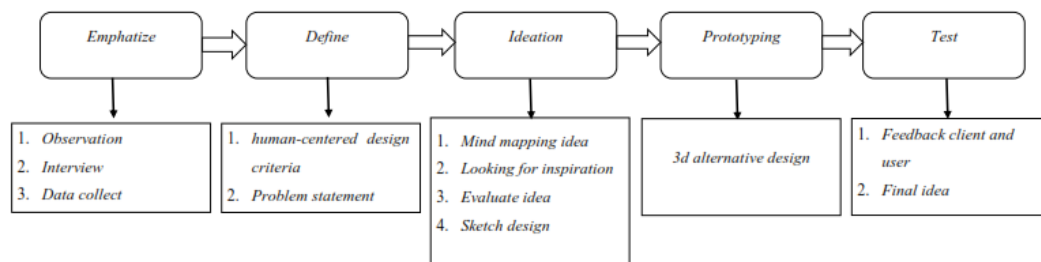 Emphatize
Define
Ideation
Prototyping
Test
1. Observation
2. Interview
3. Data collect
1. human-centered design
criteria
2. Problem statement
1. Mind mapping idea
2. Looking for inspiration
3. Evaluate idea
4. Sketch design
3d alternative design
1. Feedback client and
user
2. Final idea